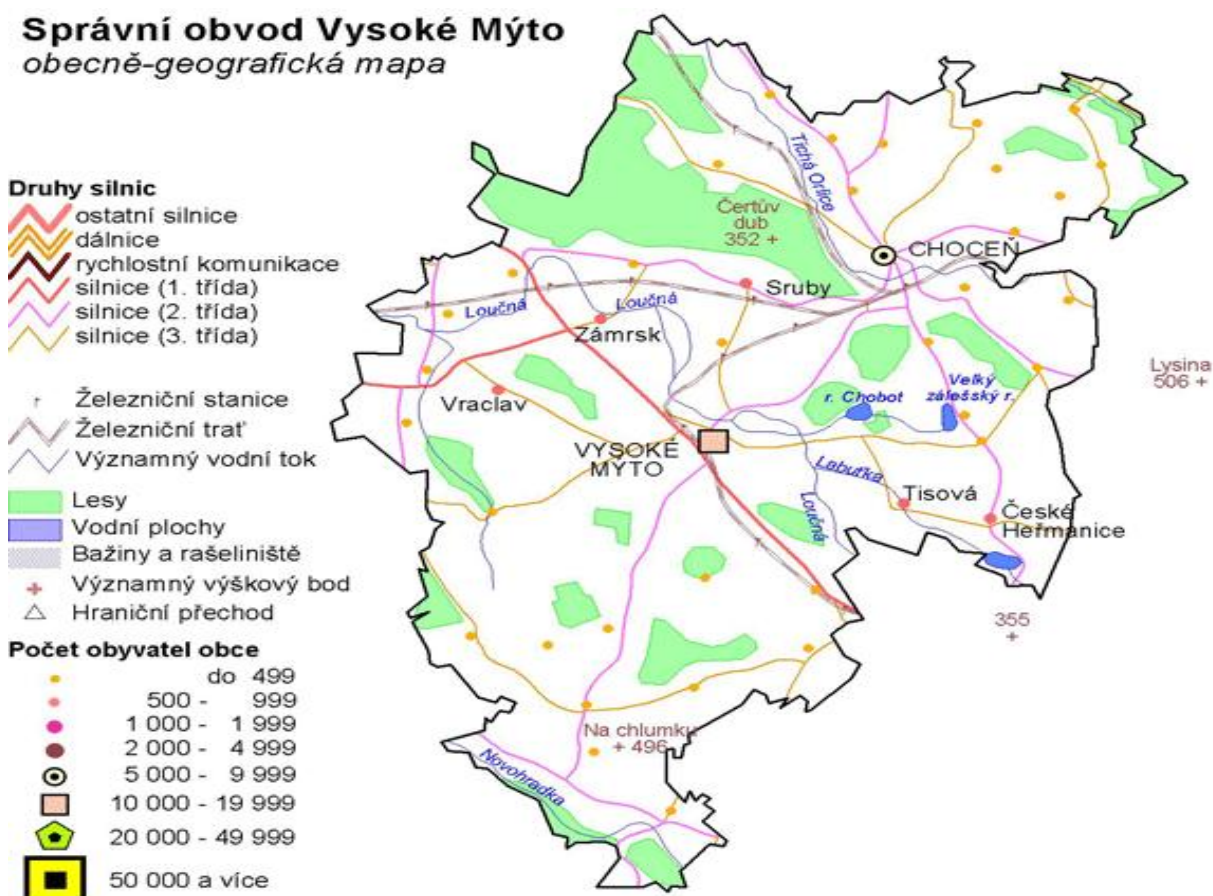 Správní obvod Vysoké Mýto
obecně-geografická mapa
Druhy silnic
ostatní silnice
dálnice
rychlostní komunikace
silnice (1. třída)
silnice (2. třída)
silnice (3. třída)
Železniční stanice
Železniční trať
Významný vodní tok
Lesy
Vodní plochy
Bažiny a rašeliniště
Významný výškový bod
Hraniční přechod
Počet obyvatel obce
do 499
500 - 999
1 000 - 1 999
2 000 - 4 999
5 000 - 9 999
10 000 - 19 999
20 000 - 49 999
50 000 a více
Tichá Orlice
Čertův
dub
352 +
CHOCEŇ
Sruby
Loučná
Loučná
Zámrsk
Lysina
506 +
Vraclav
r. Chobot
Velký
zálešský r.
VYSOKÉ
MÝTO
Labuťka
Tisová
Loučná
České
Heřmanice
355
+
Na chlumku
+ 496
Novohradka